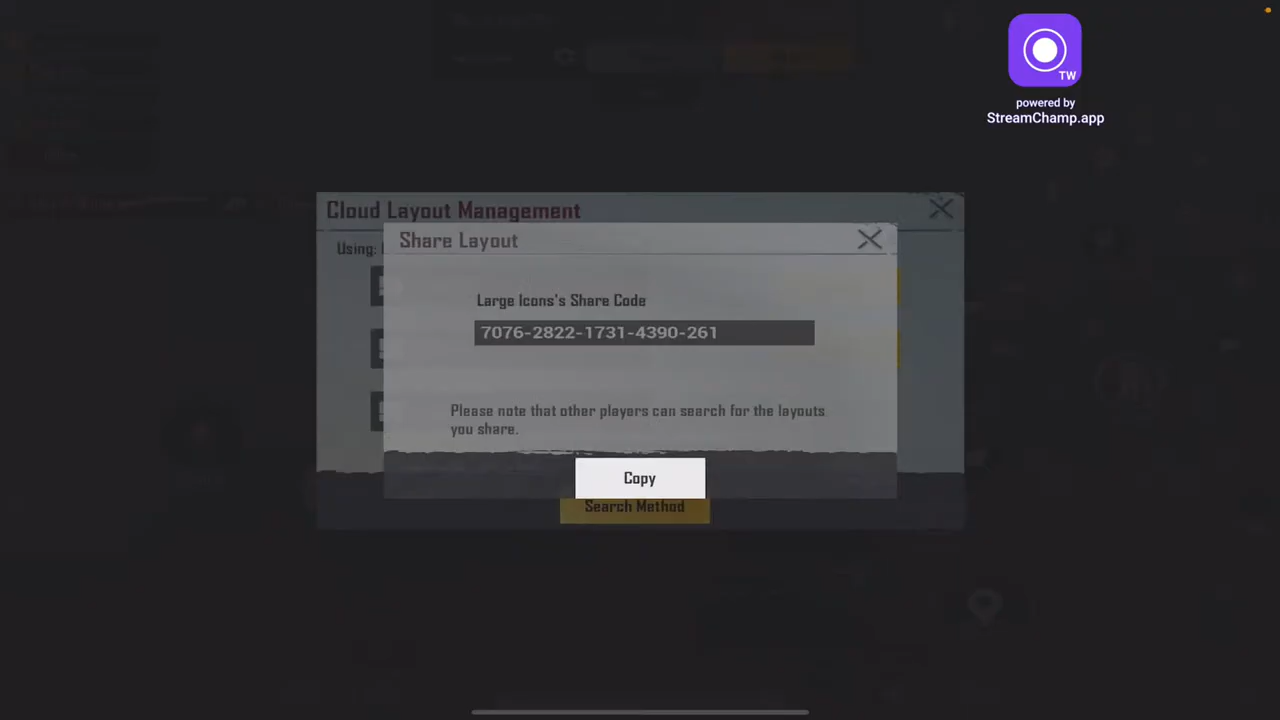 TW
powered by
StreamChamp.app
Cloud Layout Management
Share Layout
Using:
Large Icons's Share Code
7076-2822-1731-4390-261
Please note that other players can search for the layouts
you share.
Copy
Search Method